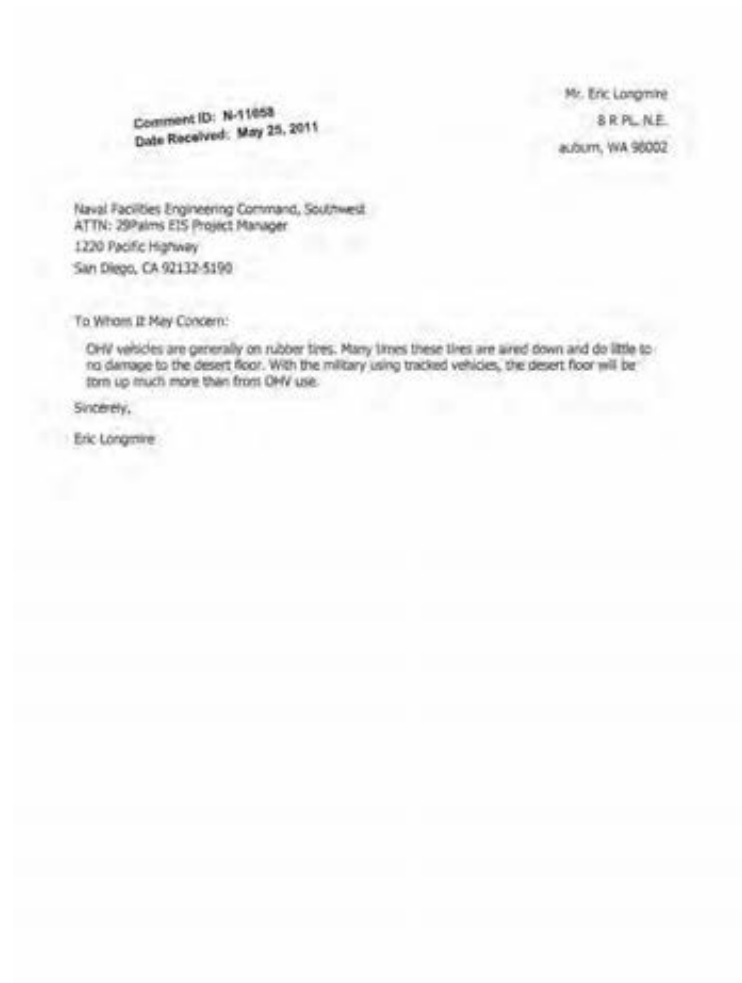 Comment ID: N-11058
Date Received: May 25, 2011
Mr. Eric Longmire
8 R PL. N.E.
auburn, WA 98002
Naval Facilities Engineering Command, Southwest
ATTN: 29Palms EIS Project Manager
1220 Pacific Highway
San Diego, CA 92132-5190
To Whom It May Concern:
OHV vehicles are generally on rubber tires. Many times these tires are aired down and do little to
no damage to the desert floor. With the military using tracked vehicles, the desert floor will be
torn up much more than from OHV use.
Sincerely,
Eric Longmire